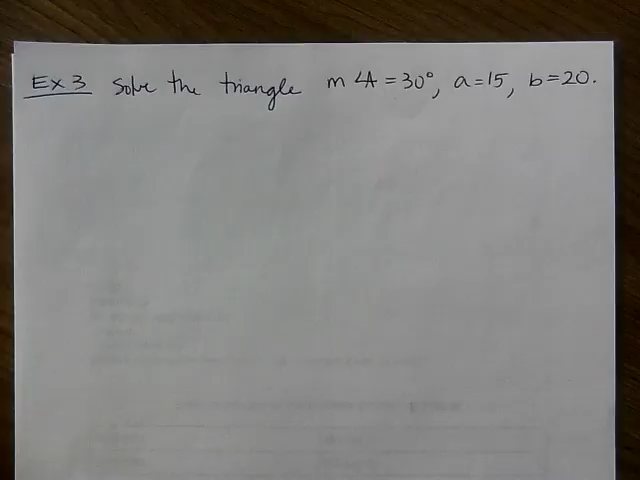 Ex 3 Solve the triangle m∠A = 30°, a=15, b=20.